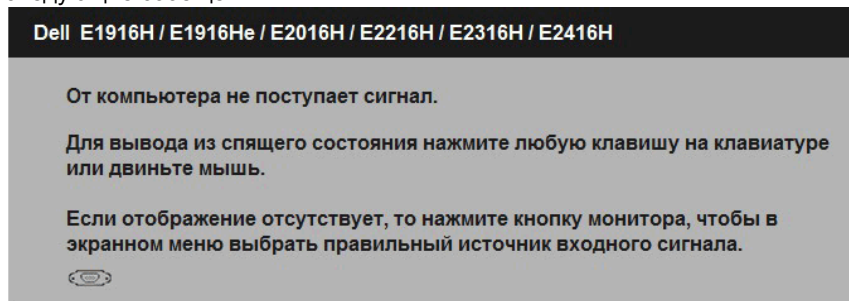 Dell E1916H / E1916He / E2016H / E2216H / E2316H / E2416H
От компьютера не поступает сигнал.
Для вывода из спящего состояния нажмите любую клавишу на клавиатуре
или двиньте мышь.
Если отображение отсутствует, то нажмите кнопку монитора, чтобы в
экранном меню выбрать правильный источник входного сигнала.